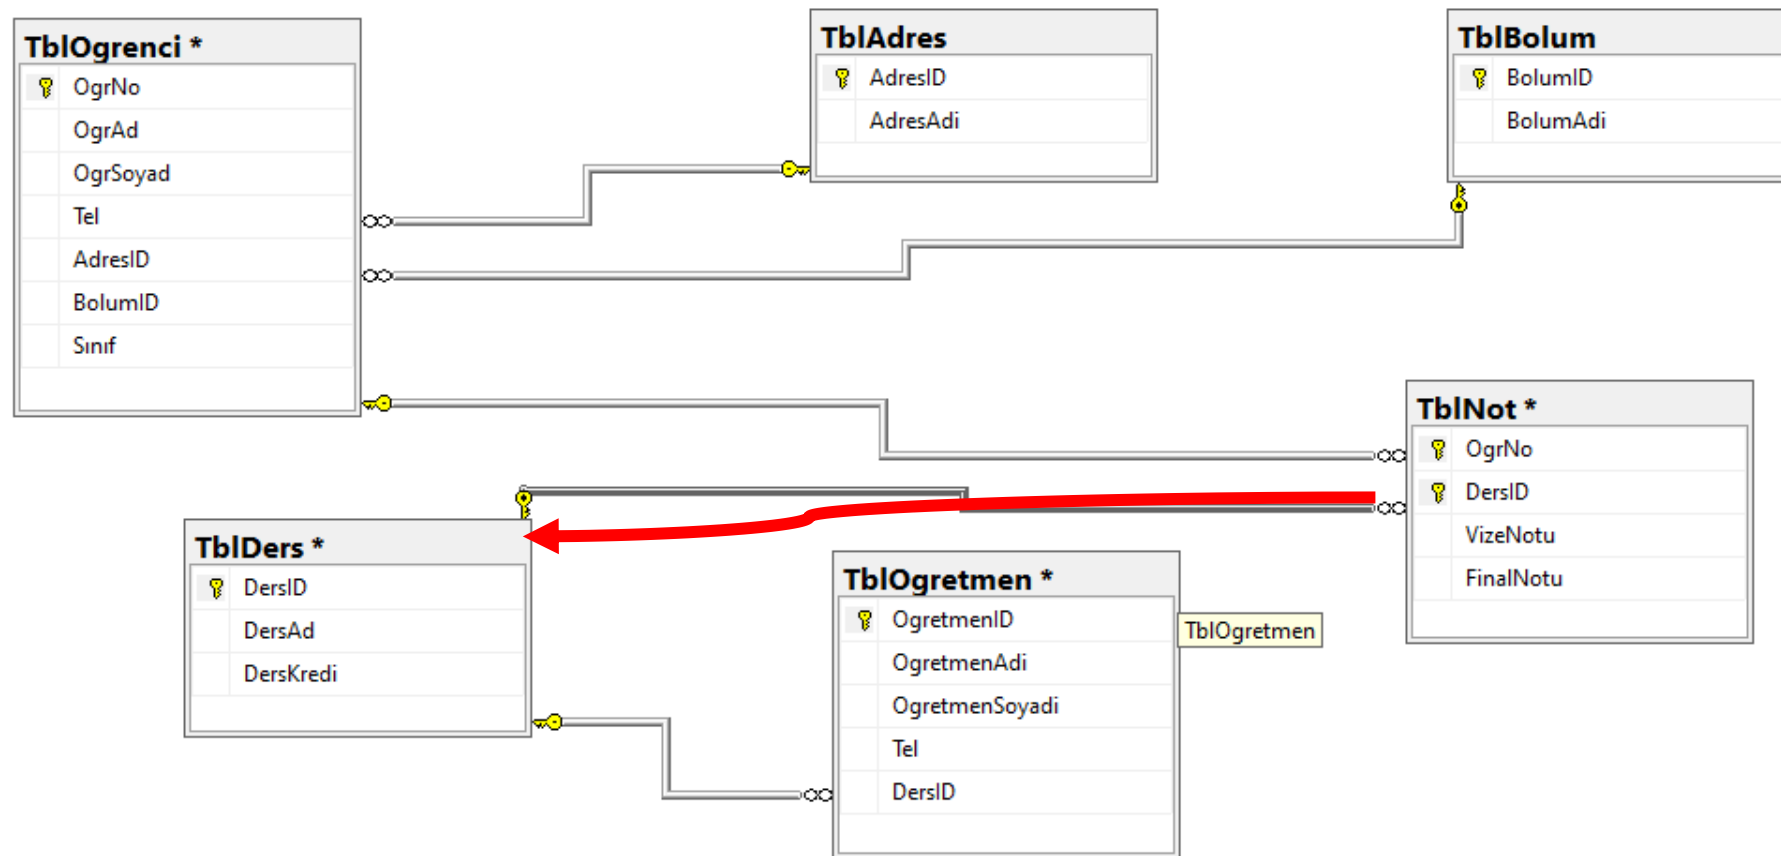 TblOgrenci *
OgrNo
OgrAd
OgrSoyad
Tel
AdresID
BolumID
Sınıf
TblAdres
AdresID
AdresAdi
TblBolum
BolumID
BolumAdi
TblNot *
OgrNo
DersID
VizeNotu
FinalNotu
TblDers *
DersID
DersAd
DersKredi
TblOgretmen *
OgretmenID
OgretmenAdi
OgretmenSoyadi
Tel
DersID
TblOgretmen